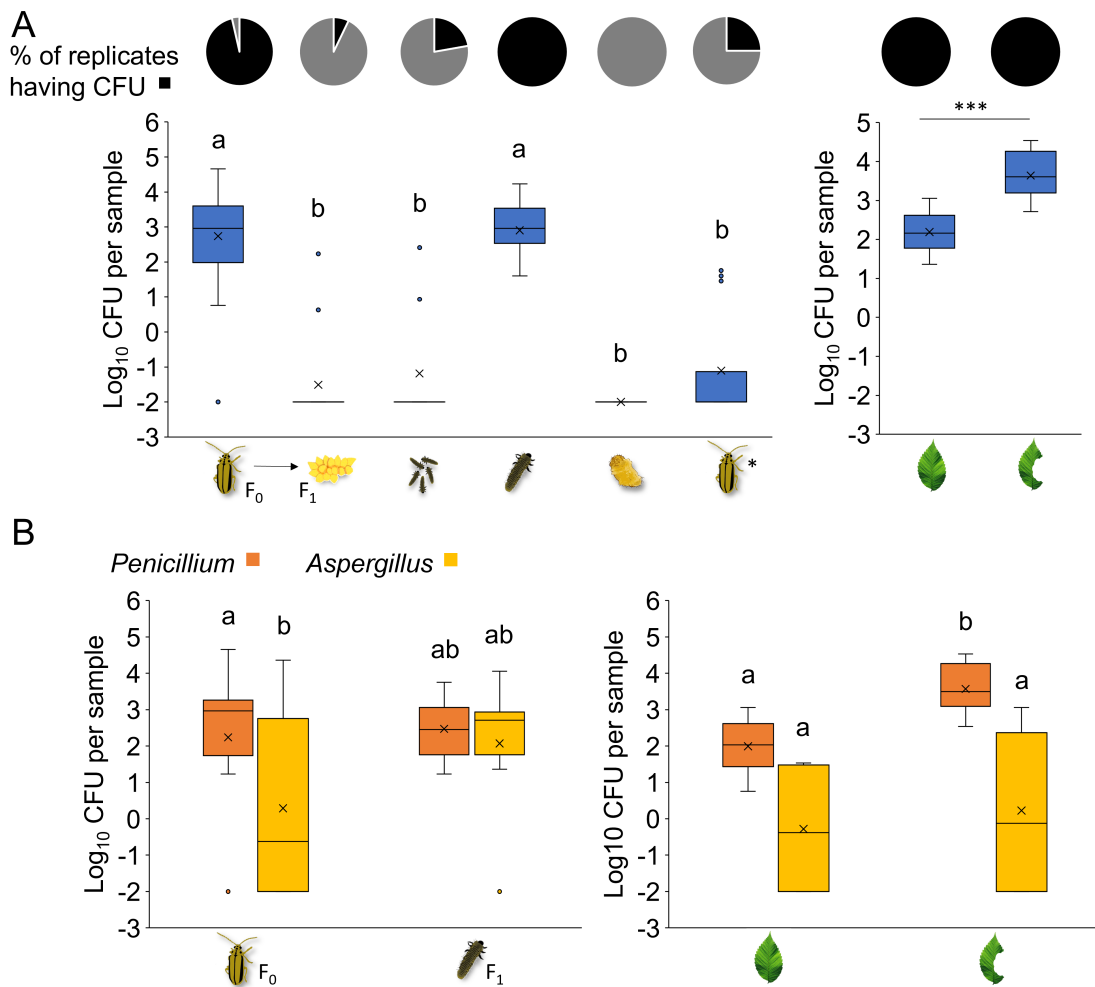 A
% of replicates
having CFU
6
5
4
3
2
1
0
-1
-2
-3
Log₁₀ CFU per sample
a
b
b
a
b
b
F₀
F₁
*
5
4
3
2
1
0
-1
-2
-3
Log₁₀ CFU per sample
***
B
Penicillium
Aspergillus
6
5
4
3
2
1
0
-1
-2
-3
Log₁₀ CFU per sample
a
b
ab
ab
F₀
F₁
6
5
4
3
2
1
0
-1
-2
-3
Log10 CFU per sample
a
a
b
a